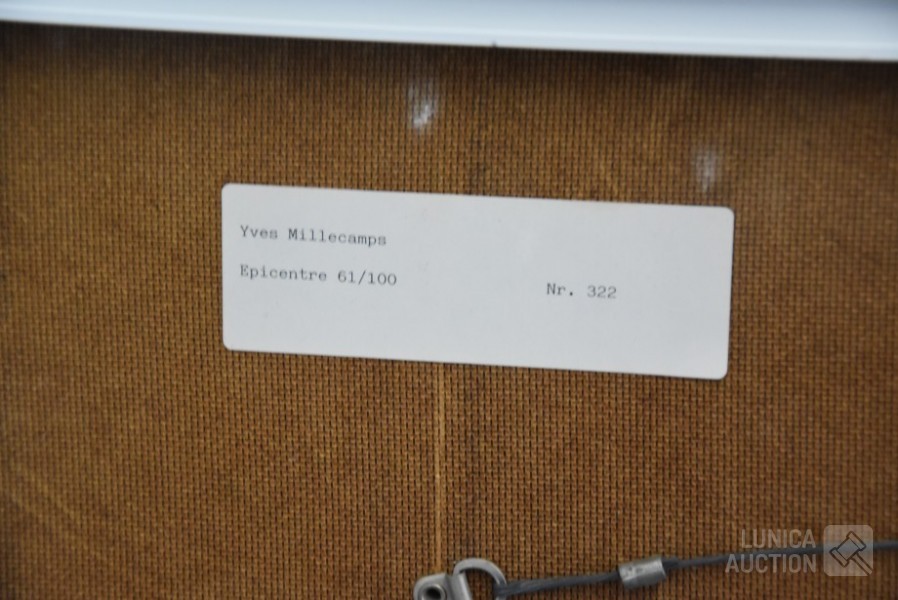 Yves Millecamps
Epicentre 61/100
Nr. 322
LUNICA
AUCTION